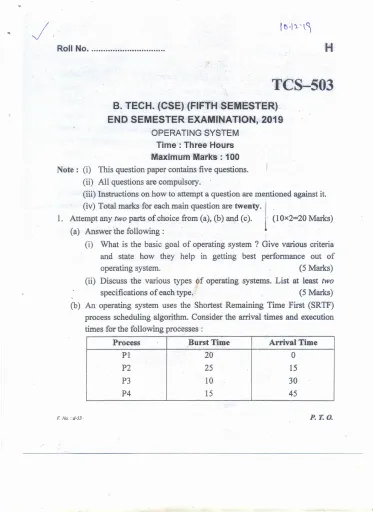 10-12-19
Roll No. ..............................
H
TCS–503
B. TECH. (CSE) (FIFTH SEMESTER)
END SEMESTER EXAMINATION, 2019
OPERATING SYSTEM
Time : Three Hours
Maximum Marks : 100
Note : (i) This question paper contains five questions.
(ii) All questions are compulsory.
(iii) Instructions on how to attempt a question are mentioned against it.
(iv) Total marks for each main question are twenty.
1. Attempt any two parts of choice from (a), (b) and (c). (10×2=20 Marks)
(a) Answer the following :
(i) What is the basic goal of operating system ? Give various criteria
and state how they help in getting best performance out of
operating system. (5 Marks)
(ii) Discuss the various types of operating systems. List at least two
specifications of each type. (5 Marks)
(b) An operating system uses the Shortest Remaining Time First (SRTF)
process scheduling algorithm. Consider the arrival times and execution
times for the following processes :
Process Burst Time Arrival Time
P1 20 0
P2 25 15
P3 10 30
P4 15 45
P. T. O.